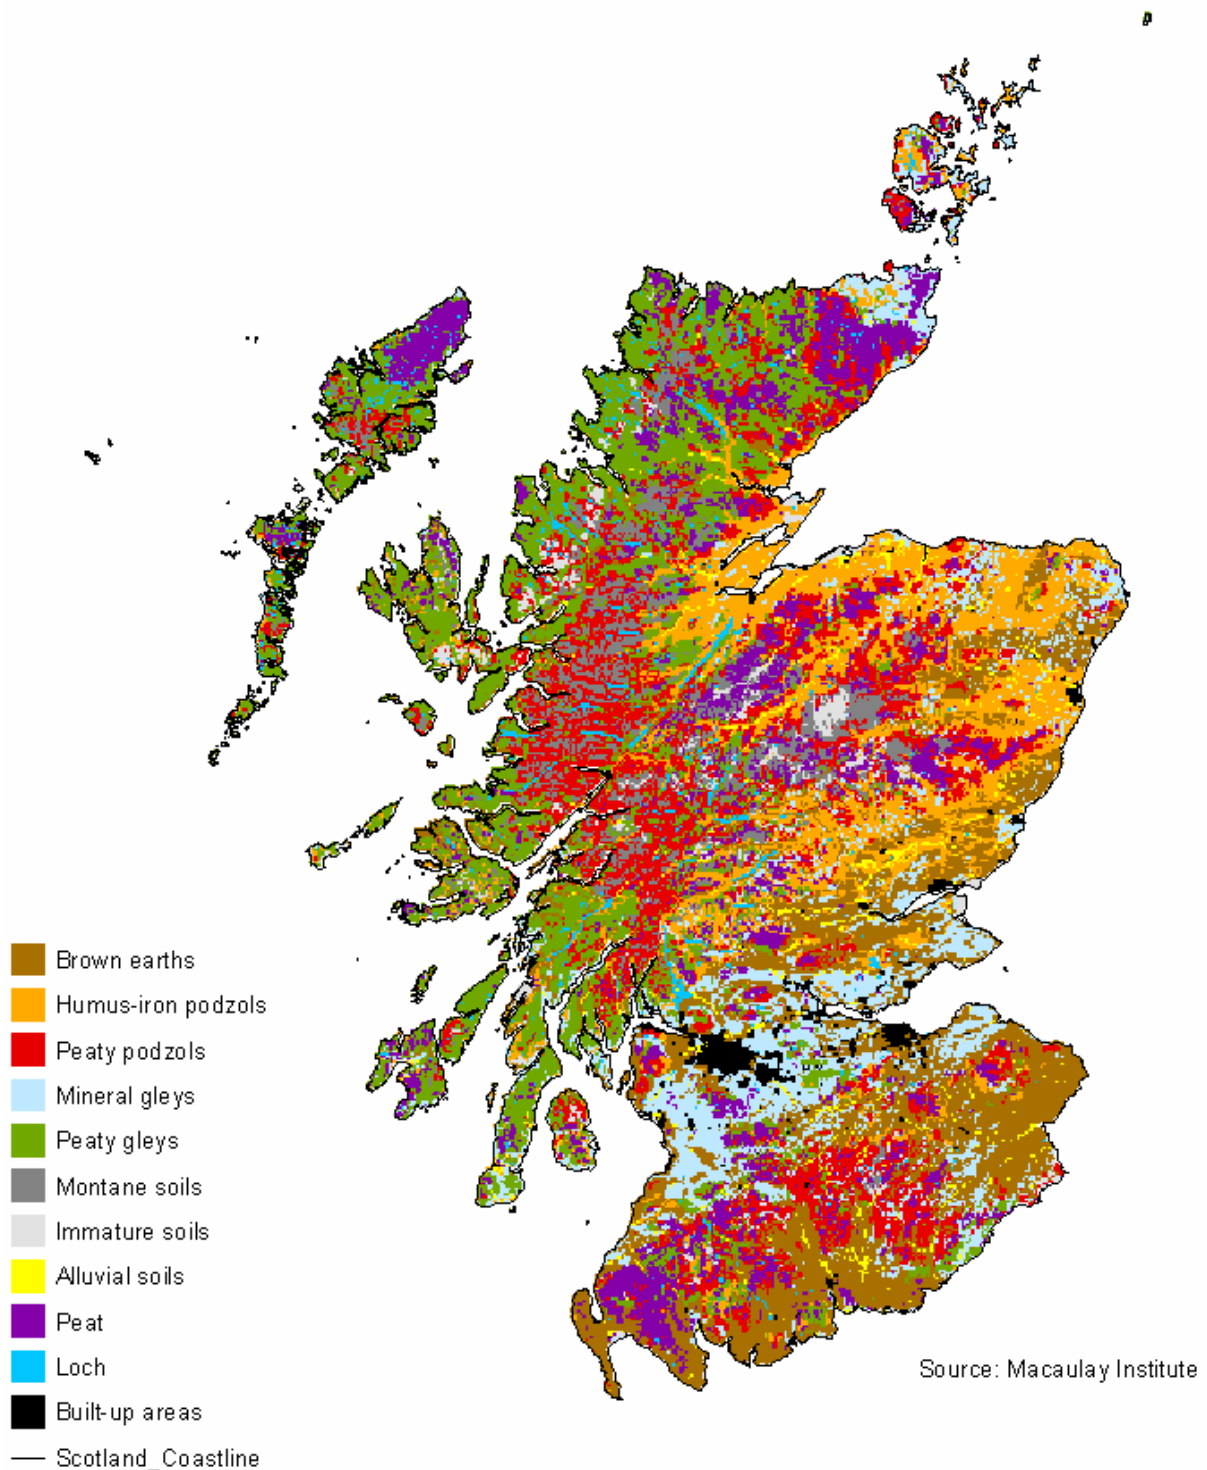 Brown earths
Humus-iron podzols
Peaty podzols
Mineral gleys
Peaty gleys
Montane soils
Immature soils
Alluvial soils
Peat
Loch
Built-up areas
Scotland_Coastline
Source: Macaulay Institute